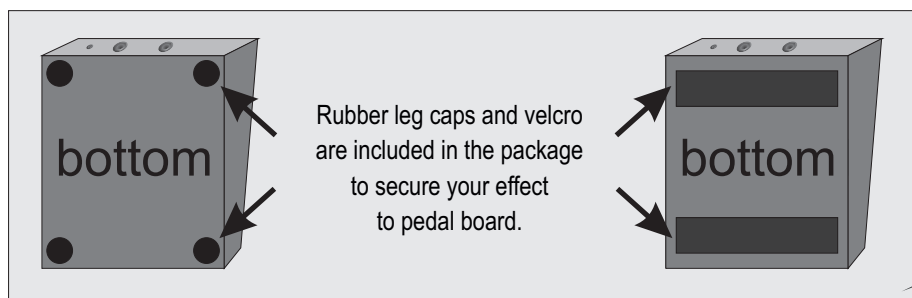 bottom
Rubber leg caps and velcro
are included in the package
to secure your effect
to pedal board.
bottom